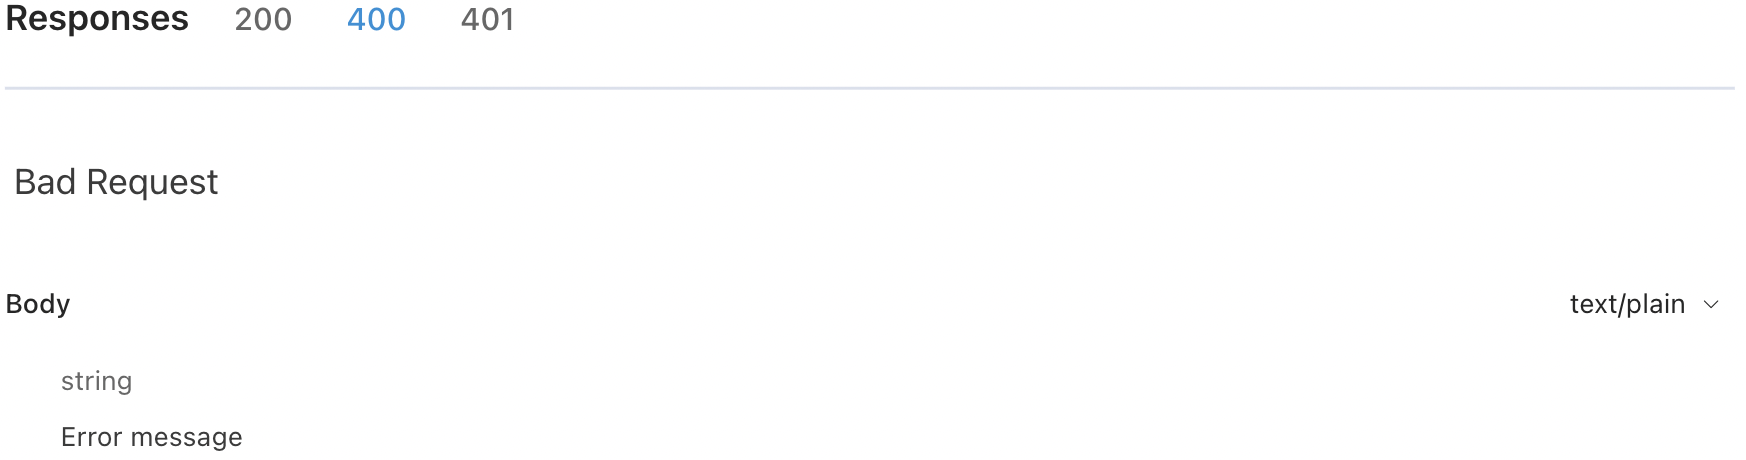 Responses 200 400 401
Bad Request
Body text/plain
string
Error message